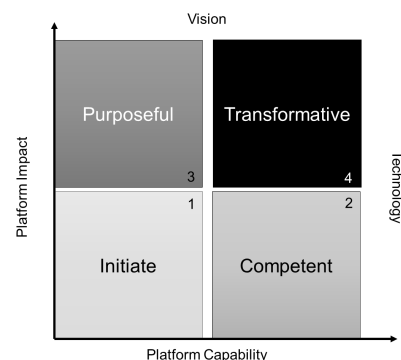 Vision
Purposeful
Transformative
3
4
Platform Impact
Technology
1
2
Initiate
Competent
Platform Capability